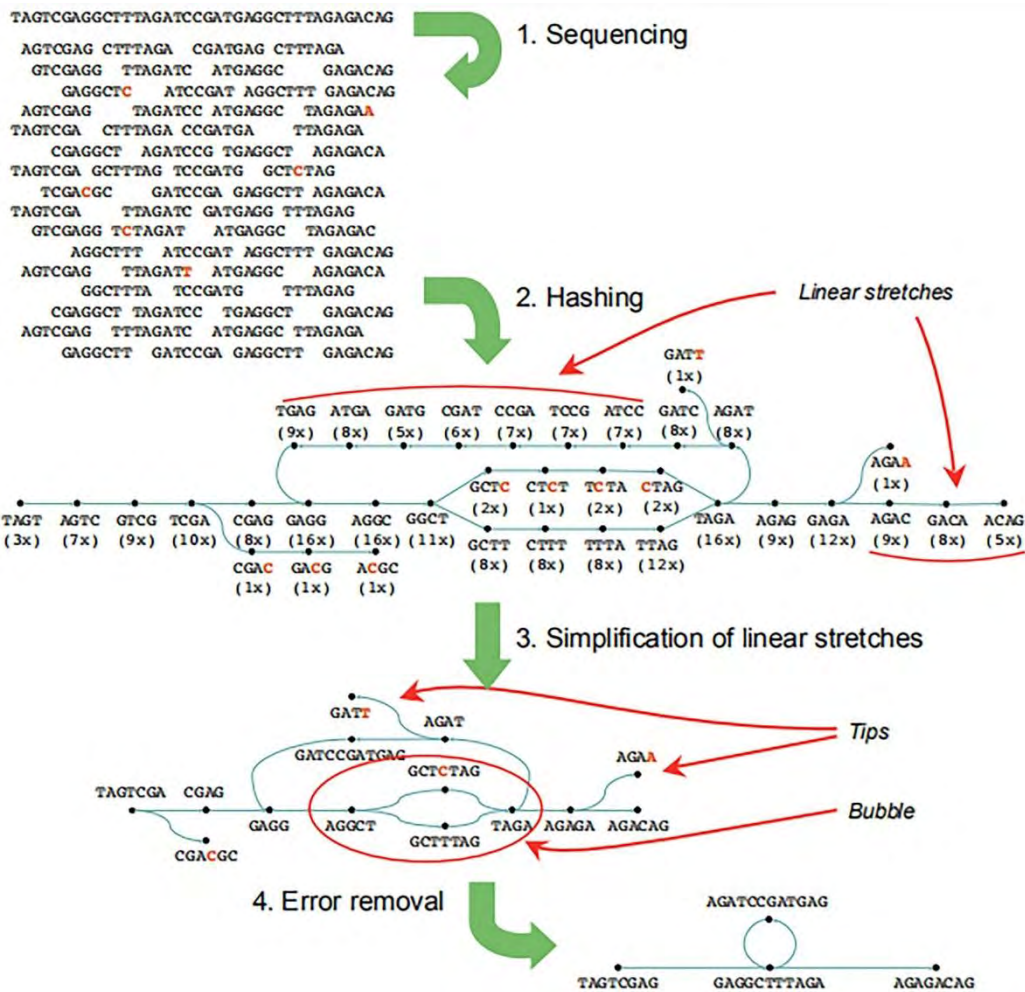 TAGTCGAGGCTTTAGATCCGATGAGGCTTTAGAGACAG
1. Sequencing
AGTCGAG CTTTAGA CGATGAG CTTTAGA
GTCGAGG TTAGATC ATGAGGC GAGACAG
GAGGCTC ATCCGAT AGGCTTT GAGACAG
AGTCGAG TAGATCC ATGAGGC TAGAGAA
TAGTCGA CTTTAGA CCGATGA TTAGAGA
CGAGGCT AGATCCG TGAGGCT AGAGACA
TAGTCGA GCTTTAG TCCGATG GCTCTAG
TCGACGC GATCCGA GAGGCTT AGAGACA
TAGTCGA TTAGATC GATGAGG TTTAGAG
GTCGAGG TCTAGAT ATGAGGC TAGAGAC
AGGCTTT ATCCGAT AGGCTTT GAGACAG
AGTCGAG TTAGATT ATGAGGC AGAGACA
GGCTTTA TCCGATG TTTAGAG
CGAGGCT TAGATCC TGAGGCT GAGACAG
AGTCGAG TTTAGATC ATGAGGC TTAGAGA
GAGGCTT GATCCGA GAGGCTT GAGACAG
2. Hashing
Linear stretches
GATT
(1x)
TGAG ATGA GATG CGAT CCGA TCCG ATCC GATC AGAT
(9x) (8x) (5x) (6x) (7x) (7x) (7x) (8x) (8x)
AGAA
(1x)
GCTC CTCT TCTA CTAG
(2x) (1x) (2x) (2x)
TAGT AGTC GTCG TCGA CGAG GAGG AGGC GGCT TAGA AGAG GAGA AGAC GACA ACAG
(3x) (7x) (9x) (10x) (8x) (16x) (16x) (11x) (16x) (9x) (12x) (9x) (8x) (5x)
GCTT CTTT TTTA TTAG
(8x) (8x) (8x) (12x)
CGAC GACG ACGC
(1x) (1x) (1x)
3. Simplification of linear stretches
GATT
AGAT
Tips
GATCCGATGAG
AGAA
GCTCTAG
TAGTCGA CGAG
Bubble
GAGG AGGCT TAGA AGAGA AGACAG
GCTTTAG
CGACGC
4. Error removal
AGATCCGATGAG
TAGTCGAG GAGGCTTTAGA AGAGACAG